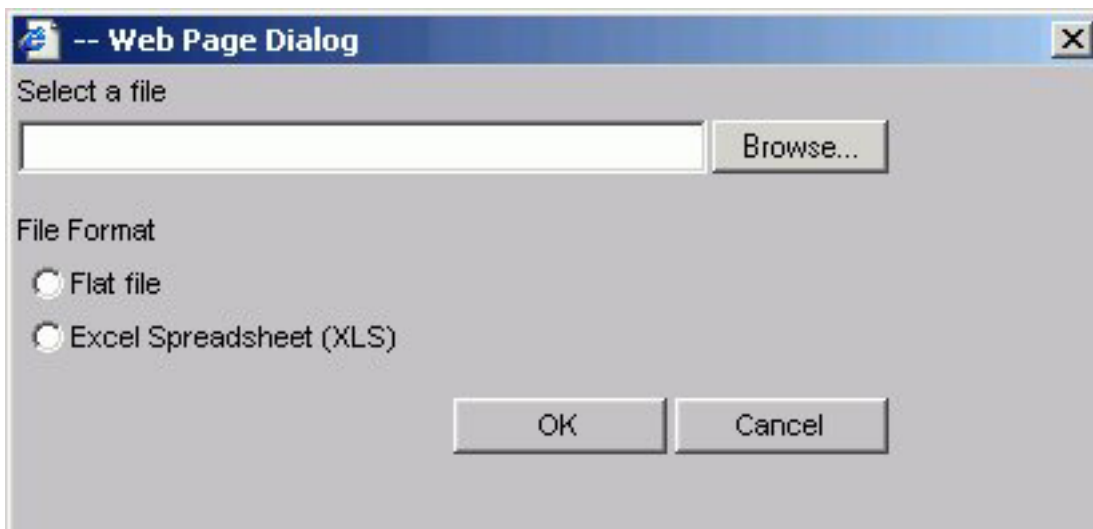 -- Web Page Dialog
Select a file
Browse...
File Format
Flat file
Excel Spreadsheet (XLS)
OK Cancel